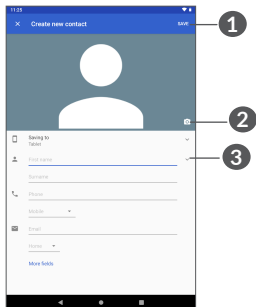 11:25
Create new contact
SAVE
1
2
Saving to
Tablet
3
First name
Surname
Phone
Mobile
Email
Home
More fields